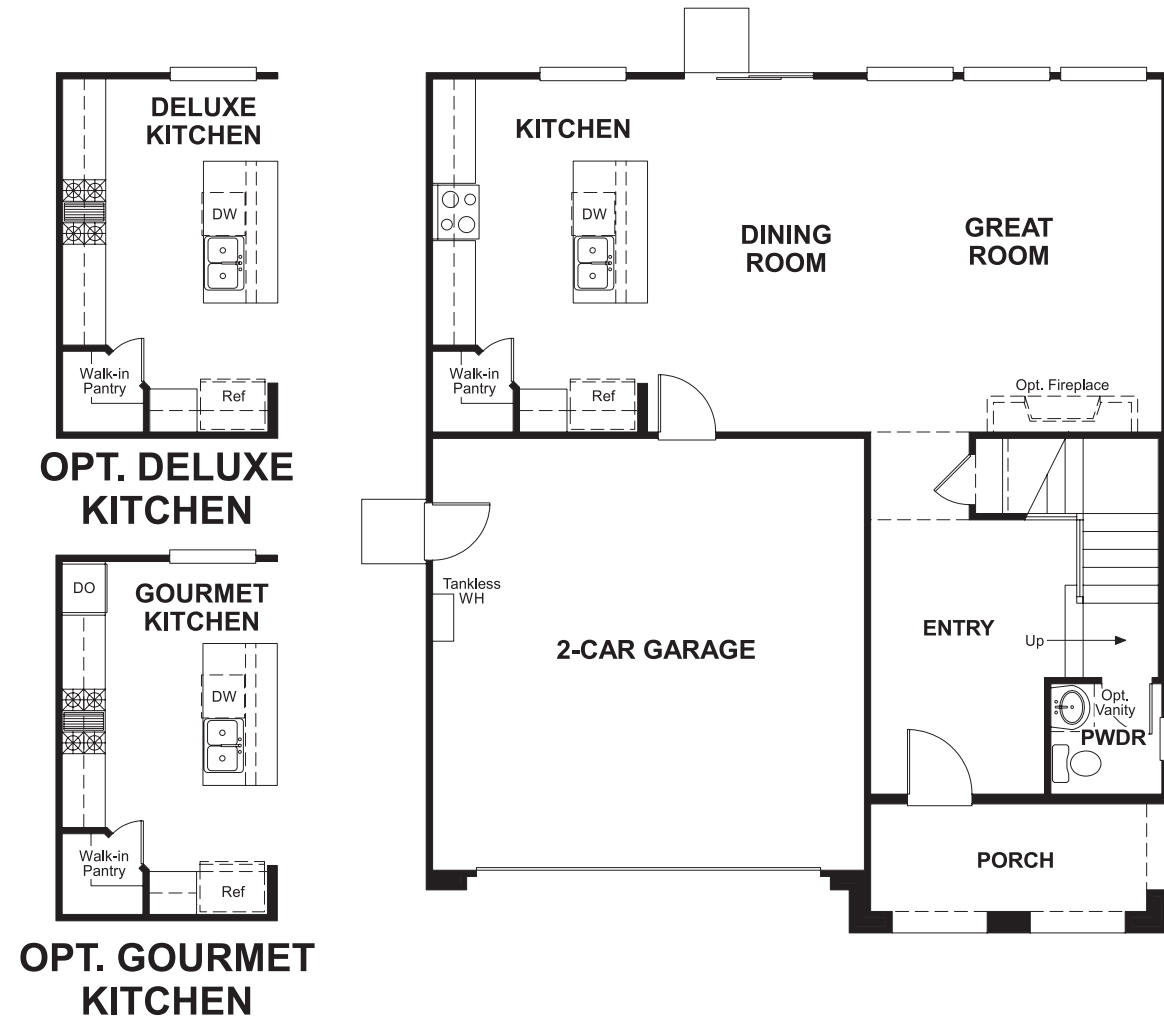 DELUXE
KITCHEN
DW
Walk-in
Pantry
Ref
OPT. DELUXE
KITCHEN
DO
GOURMET
KITCHEN
DW
Walk-in
Pantry
Ref
OPT. GOURMET
KITCHEN
KITCHEN
DW
DINING
ROOM
GREAT
ROOM
Walk-in
Pantry
Ref
Opt. Fireplace
Tankless
WH
2-CAR GARAGE
ENTRY
Up
Opt.
Vanity
PWDR
PORCH